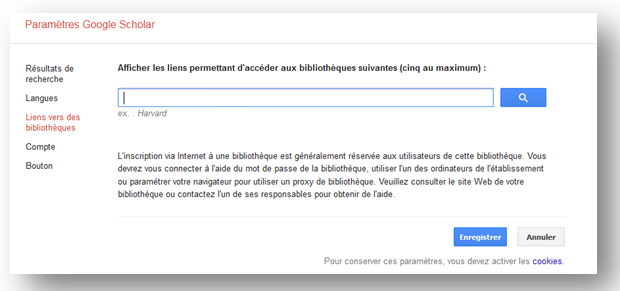 Paramètres Google Scholar
Résultats de
recherche
Langues
Liens vers des
bibliothèques
Compte
Bouton
Afficher les liens permettant d'accéder aux bibliothèques suivantes (cinq au maximum) :
ex. : Harvard
L'inscription via Internet à une bibliothèque est généralement réservée aux utilisateurs de cette bibliothèque. Vous
devrez vous connecter à l'aide du mot de passe de la bibliothèque, utiliser l'un des ordinateurs de l'établissement
ou paramétrer votre navigateur pour utiliser un proxy de bibliothèque. Veuillez consulter le site Web de votre
bibliothèque ou contactez l'un de ses responsables pour obtenir de l'aide.
Enregistrer
Annuler
Pour conserver ces paramètres, vous devez activer les cookies.